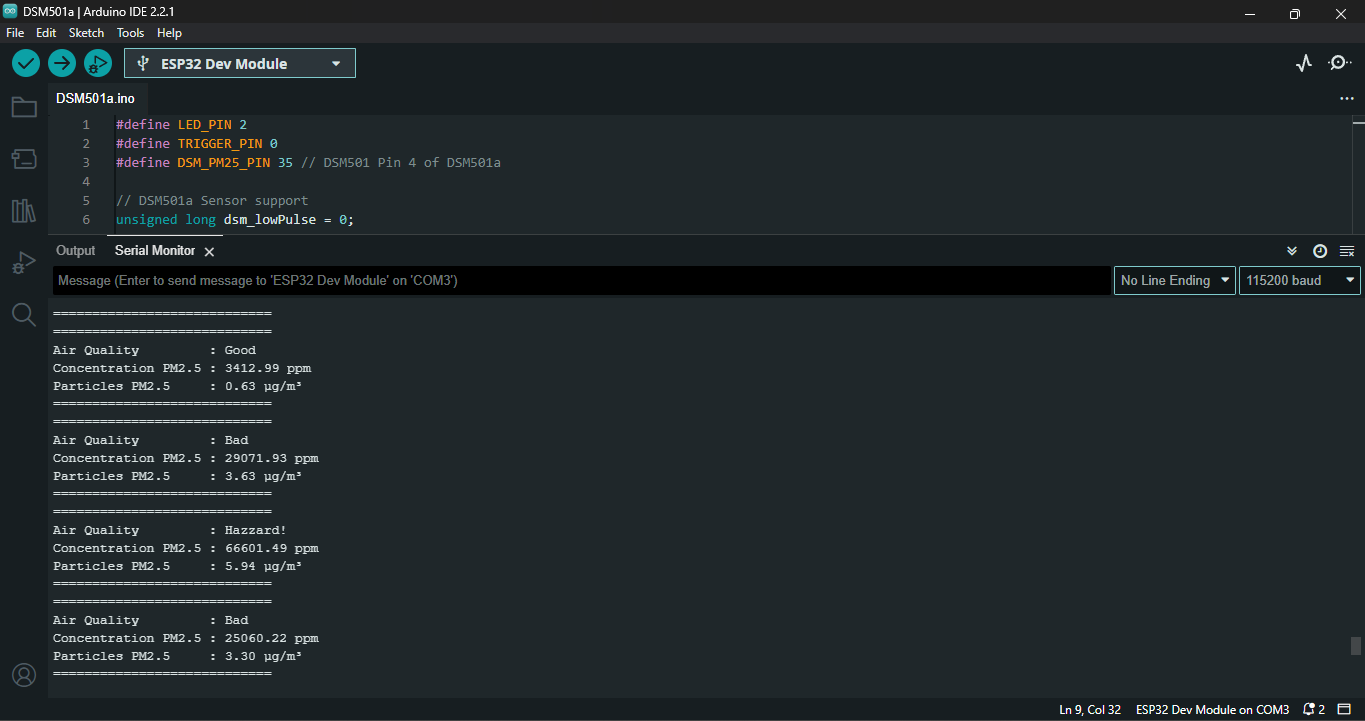 DSM501a | Arduino IDE 2.2.1
File Edit Sketch Tools Help
ESP32 Dev Module
DSM501a.ino
1 #define LED_PIN 2
2 #define TRIGGER_PIN 0
3 #define DSM_PM25_PIN 35 // DSM501 Pin 4 of DSM501a
4
5 // DSM501a Sensor support
6 unsigned long dsm_lowPulse = 0;
Output Serial Monitor
Message (Enter to send message to 'ESP32 Dev Module' on 'COM3') No Line Ending 115200 baud
============================
============================
Air Quality : Good
Concentration PM2.5 : 3412.99 ppm
Particles PM2.5 : 0.63 µg/m³
============================
============================
Air Quality : Bad
Concentration PM2.5 : 29071.93 ppm
Particles PM2.5 : 3.63 µg/m³
============================
============================
Air Quality : Hazzard!
Concentration PM2.5 : 66601.49 ppm
Particles PM2.5 : 5.94 µg/m³
============================
============================
Air Quality : Bad
Concentration PM2.5 : 25060.22 ppm
Particles PM2.5 : 3.30 µg/m³
============================
Ln 9, Col 32 ESP32 Dev Module on COM3 2